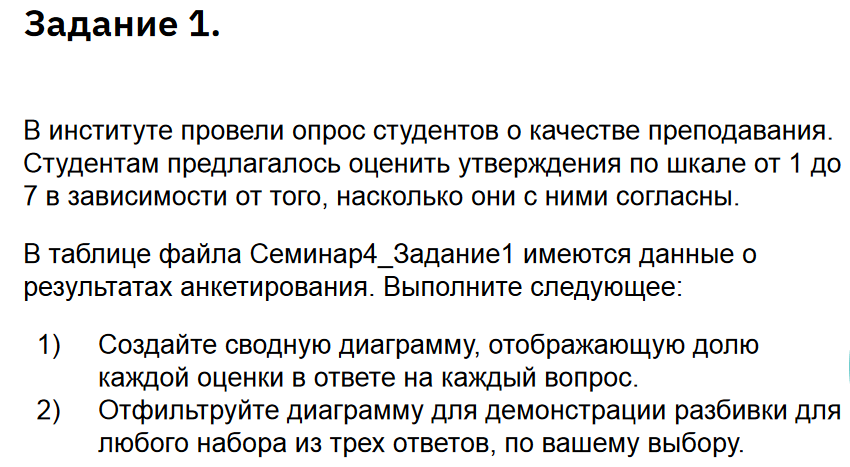 Задание 1.
В институте провели опрос студентов о качестве преподавания.
Студентам предлагалось оценить утверждения по шкале от 1 до
7 в зависимости от того, насколько они с ними согласны.
В таблице файла Семинар4_Задание1 имеются данные о
результатах анкетирования. Выполните следующее:
1) Создайте сводную диаграмму, отображающую долю
каждой оценки в ответе на каждый вопрос.
2) Отфильтруйте диаграмму для демонстрации разбивки для
любого набора из трех ответов, по вашему выбору.